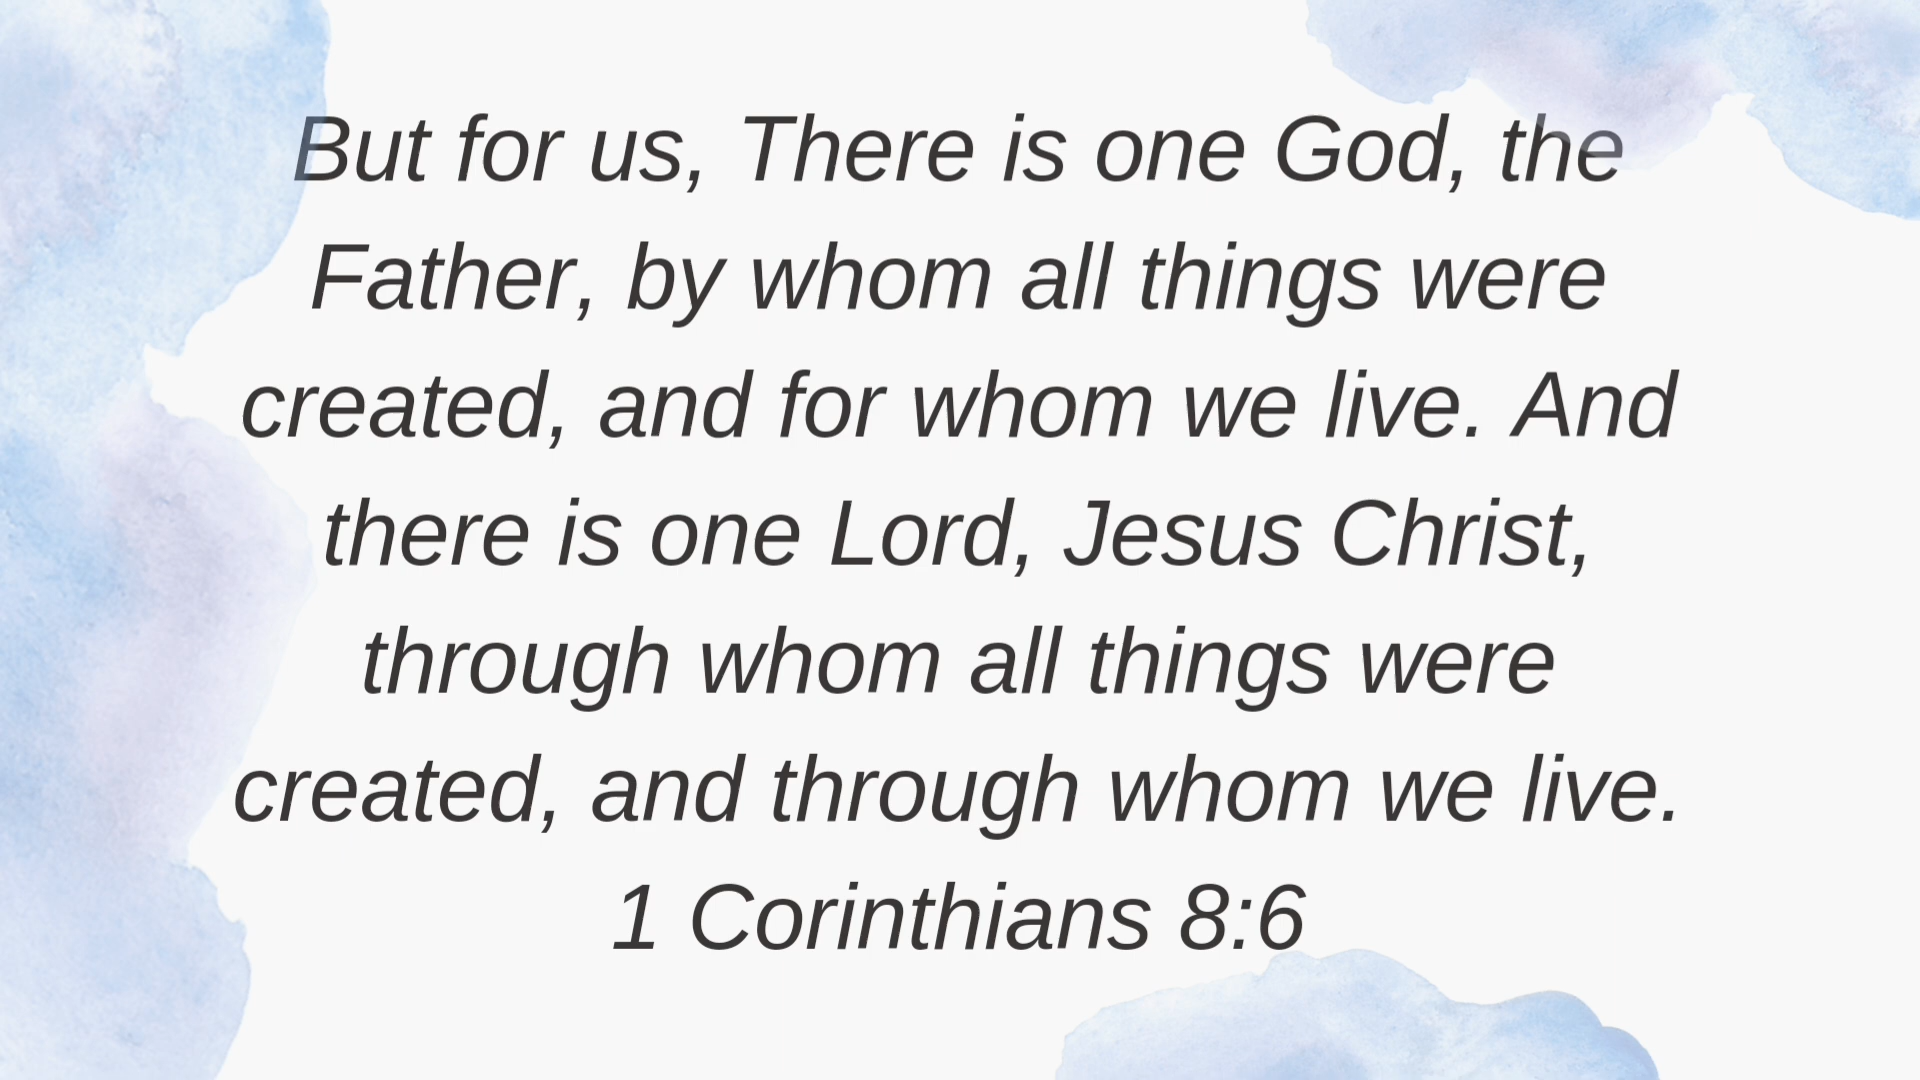 But for us, There is one God, the
Father, by whom all things were
created, and for whom we live. And
there is one Lord, Jesus Christ,
through whom all things were
created, and through whom we live.
1 Corinthians 8:6